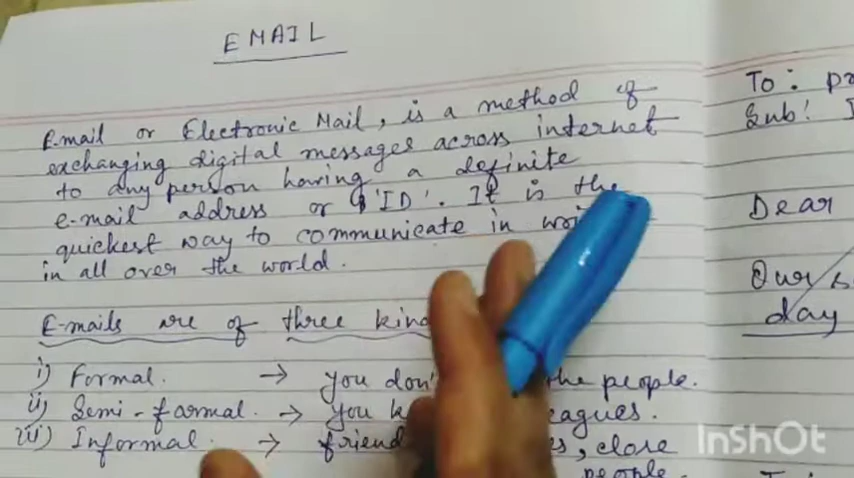 EMAIL
E-mail or Electronic Mail, is a method of
exchanging digital messages across internet
to any person having a definite
e-mail address or 'ID'. It is the
quickest way to communicate in
in all over the world.
E-mails are of three
i) Formal. → you the people.
ii) Semi-formal. → you
iii) Informal. → close
people.
To:
Sub:
Dear
Our
day
InShOt